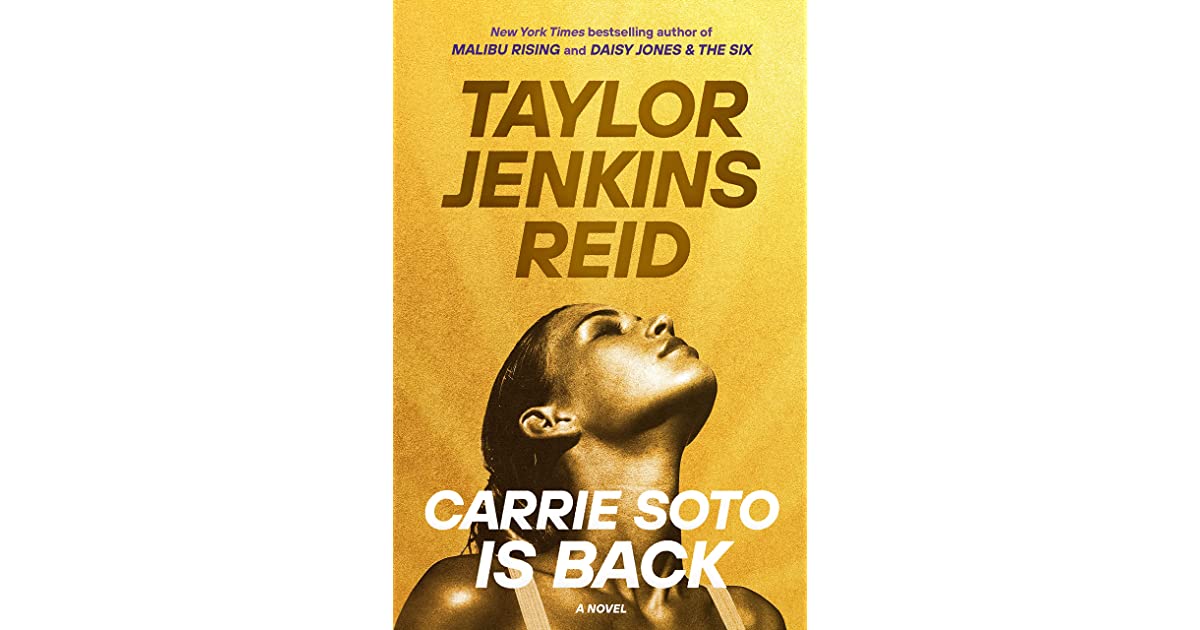 New York Times bestselling author of
MALIBU RISING and DAISY JONES & THE SIX
TAYLOR
JENKINS
REID
CARRIE SOTO
IS BACK
A NOVEL